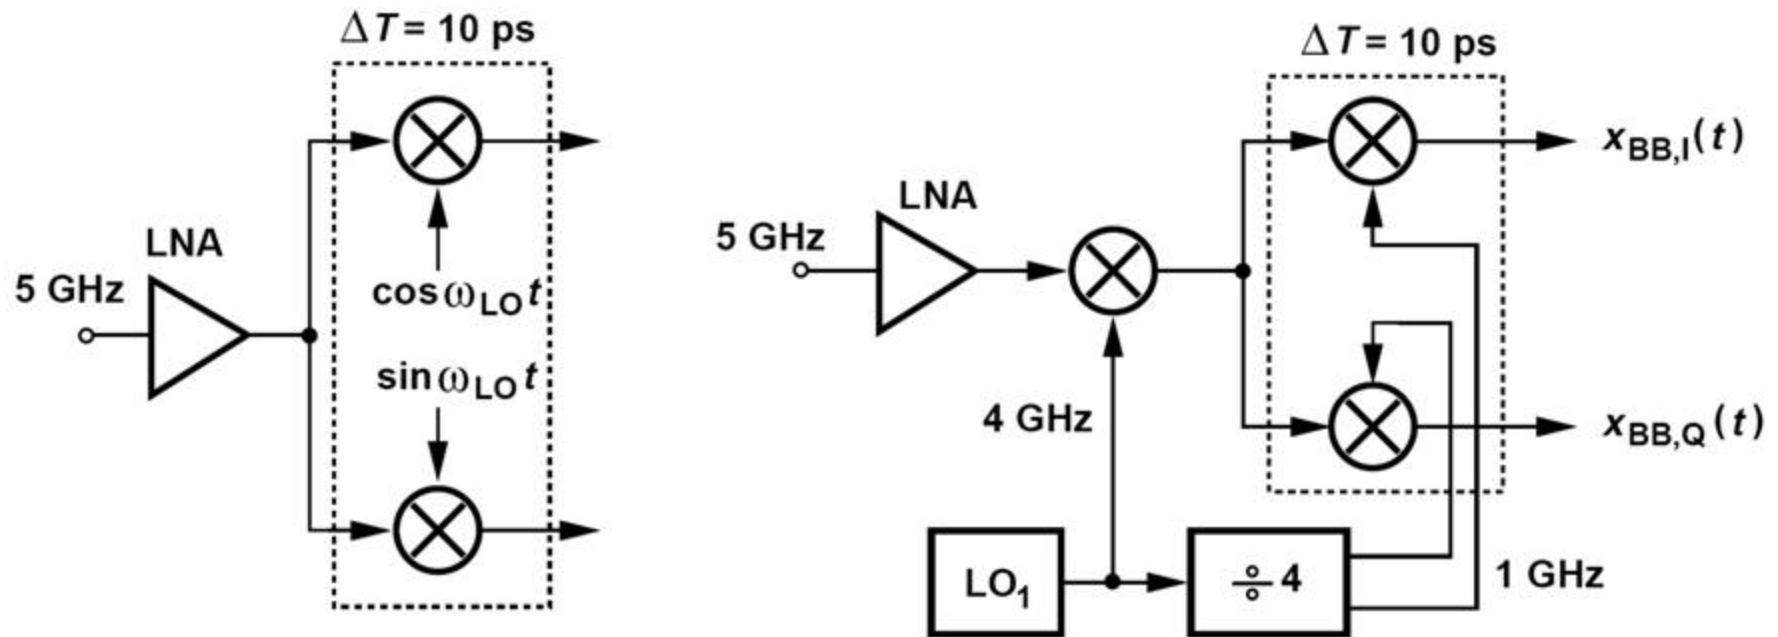 ΔT = 10 ps
LNA
5 GHz
cos ω_LO t
sin ω_LO t
ΔT = 10 ps
x_BB,I (t)
LNA
5 GHz
4 GHz
x_BB,Q (t)
LO₁
÷ 4
1 GHz